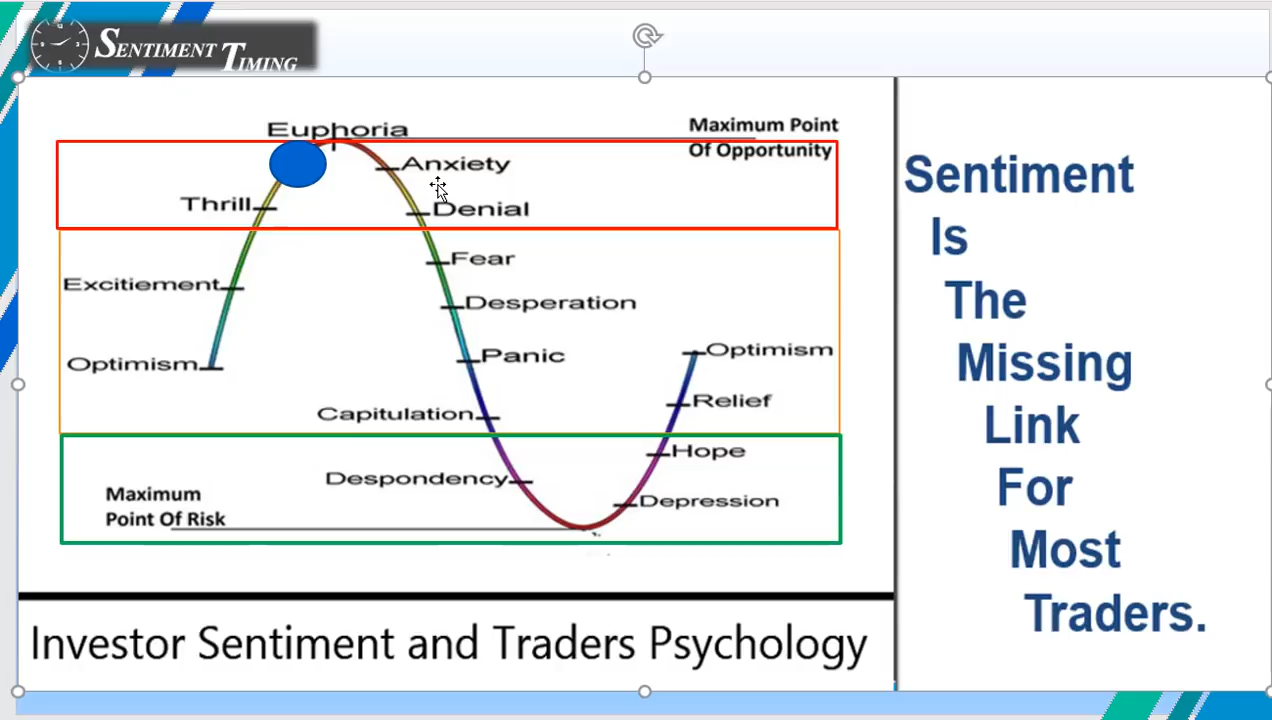 SENTIMENT TIMING
Euphoria
Maximum Point
Of Opportunity
Anxiety
Thrill
Denial
Fear
Excitiement
Desperation
Optimism
Panic
Optimism
Capitulation
Relief
Hope
Despondency
Maximum
Point Of Risk
Depression
Investor Sentiment and Traders Psychology
Sentiment
Is
The
Missing
Link
For
Most
Traders.